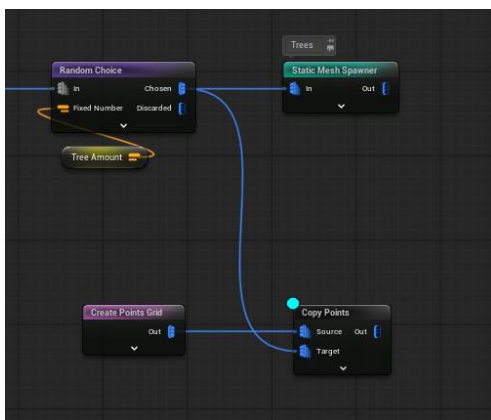 Trees
Random Choice
Static Mesh Spawner
In Chosen
In Out
Fixed Number Discarded
Tree Amount
Create Points Grid
Copy Points
Out
Source Out
Target